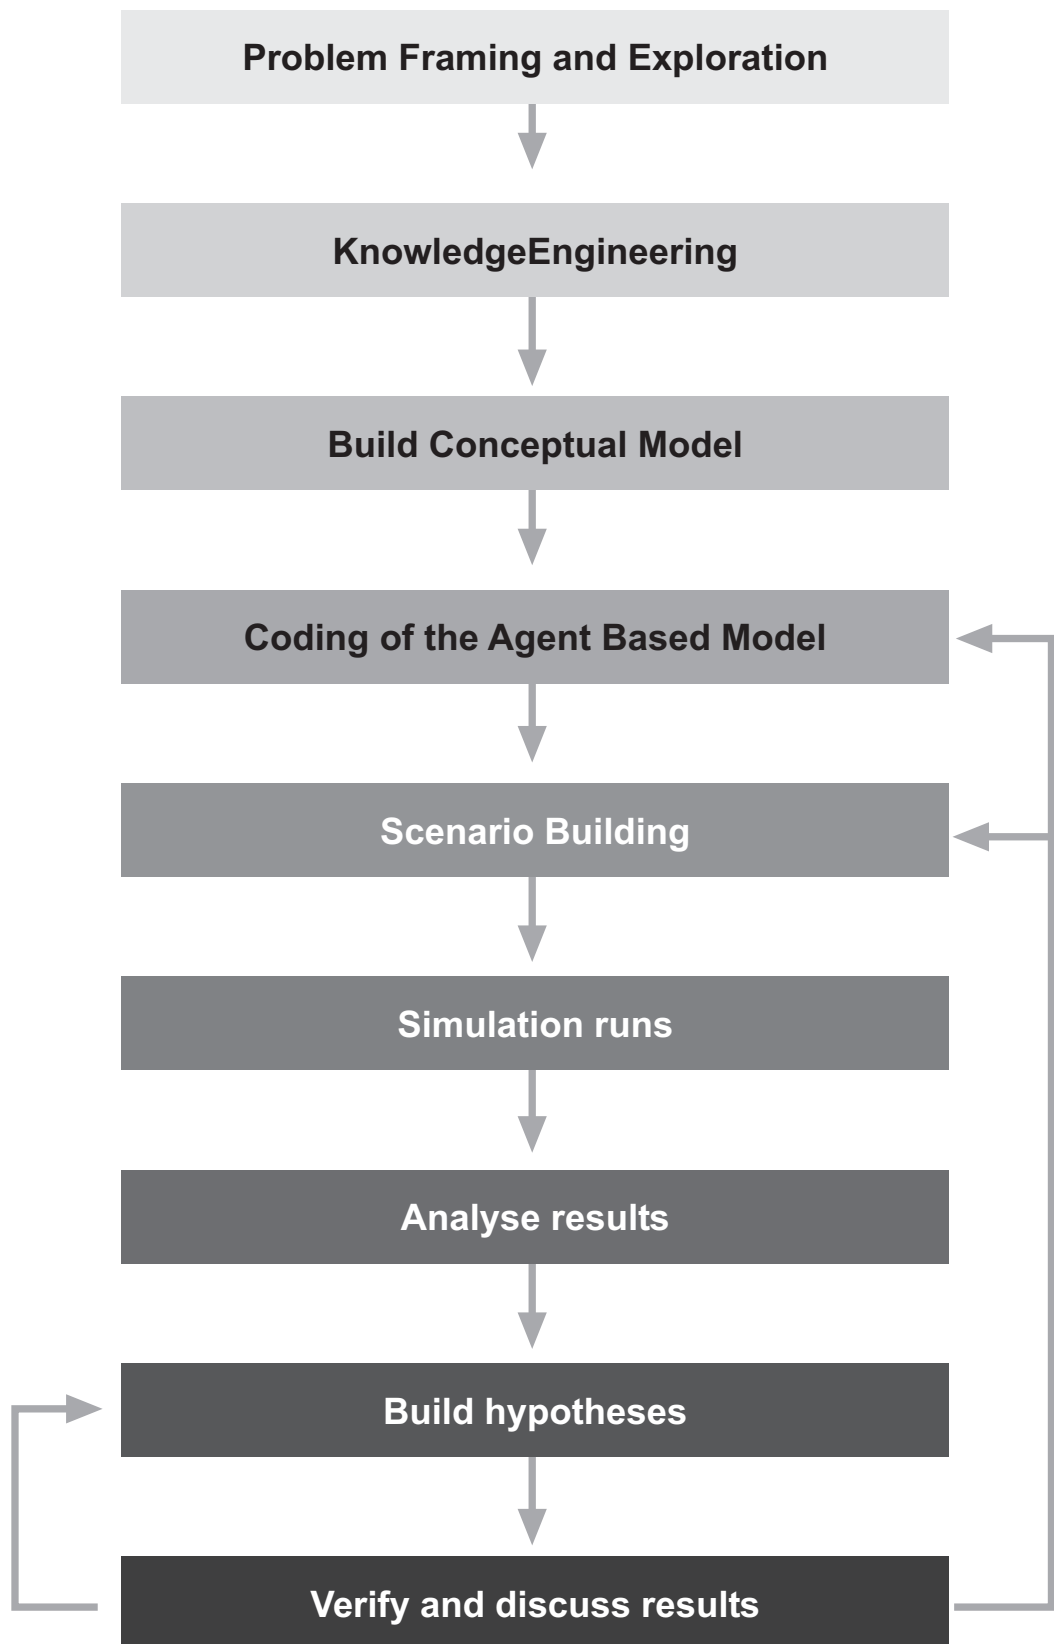 Problem Framing and Exploration
KnowledgeEngineering
Build Conceptual Model
Coding of the Agent Based Model
Scenario Building
Simulation runs
Analyse results
Build hypotheses
Verify and discuss results